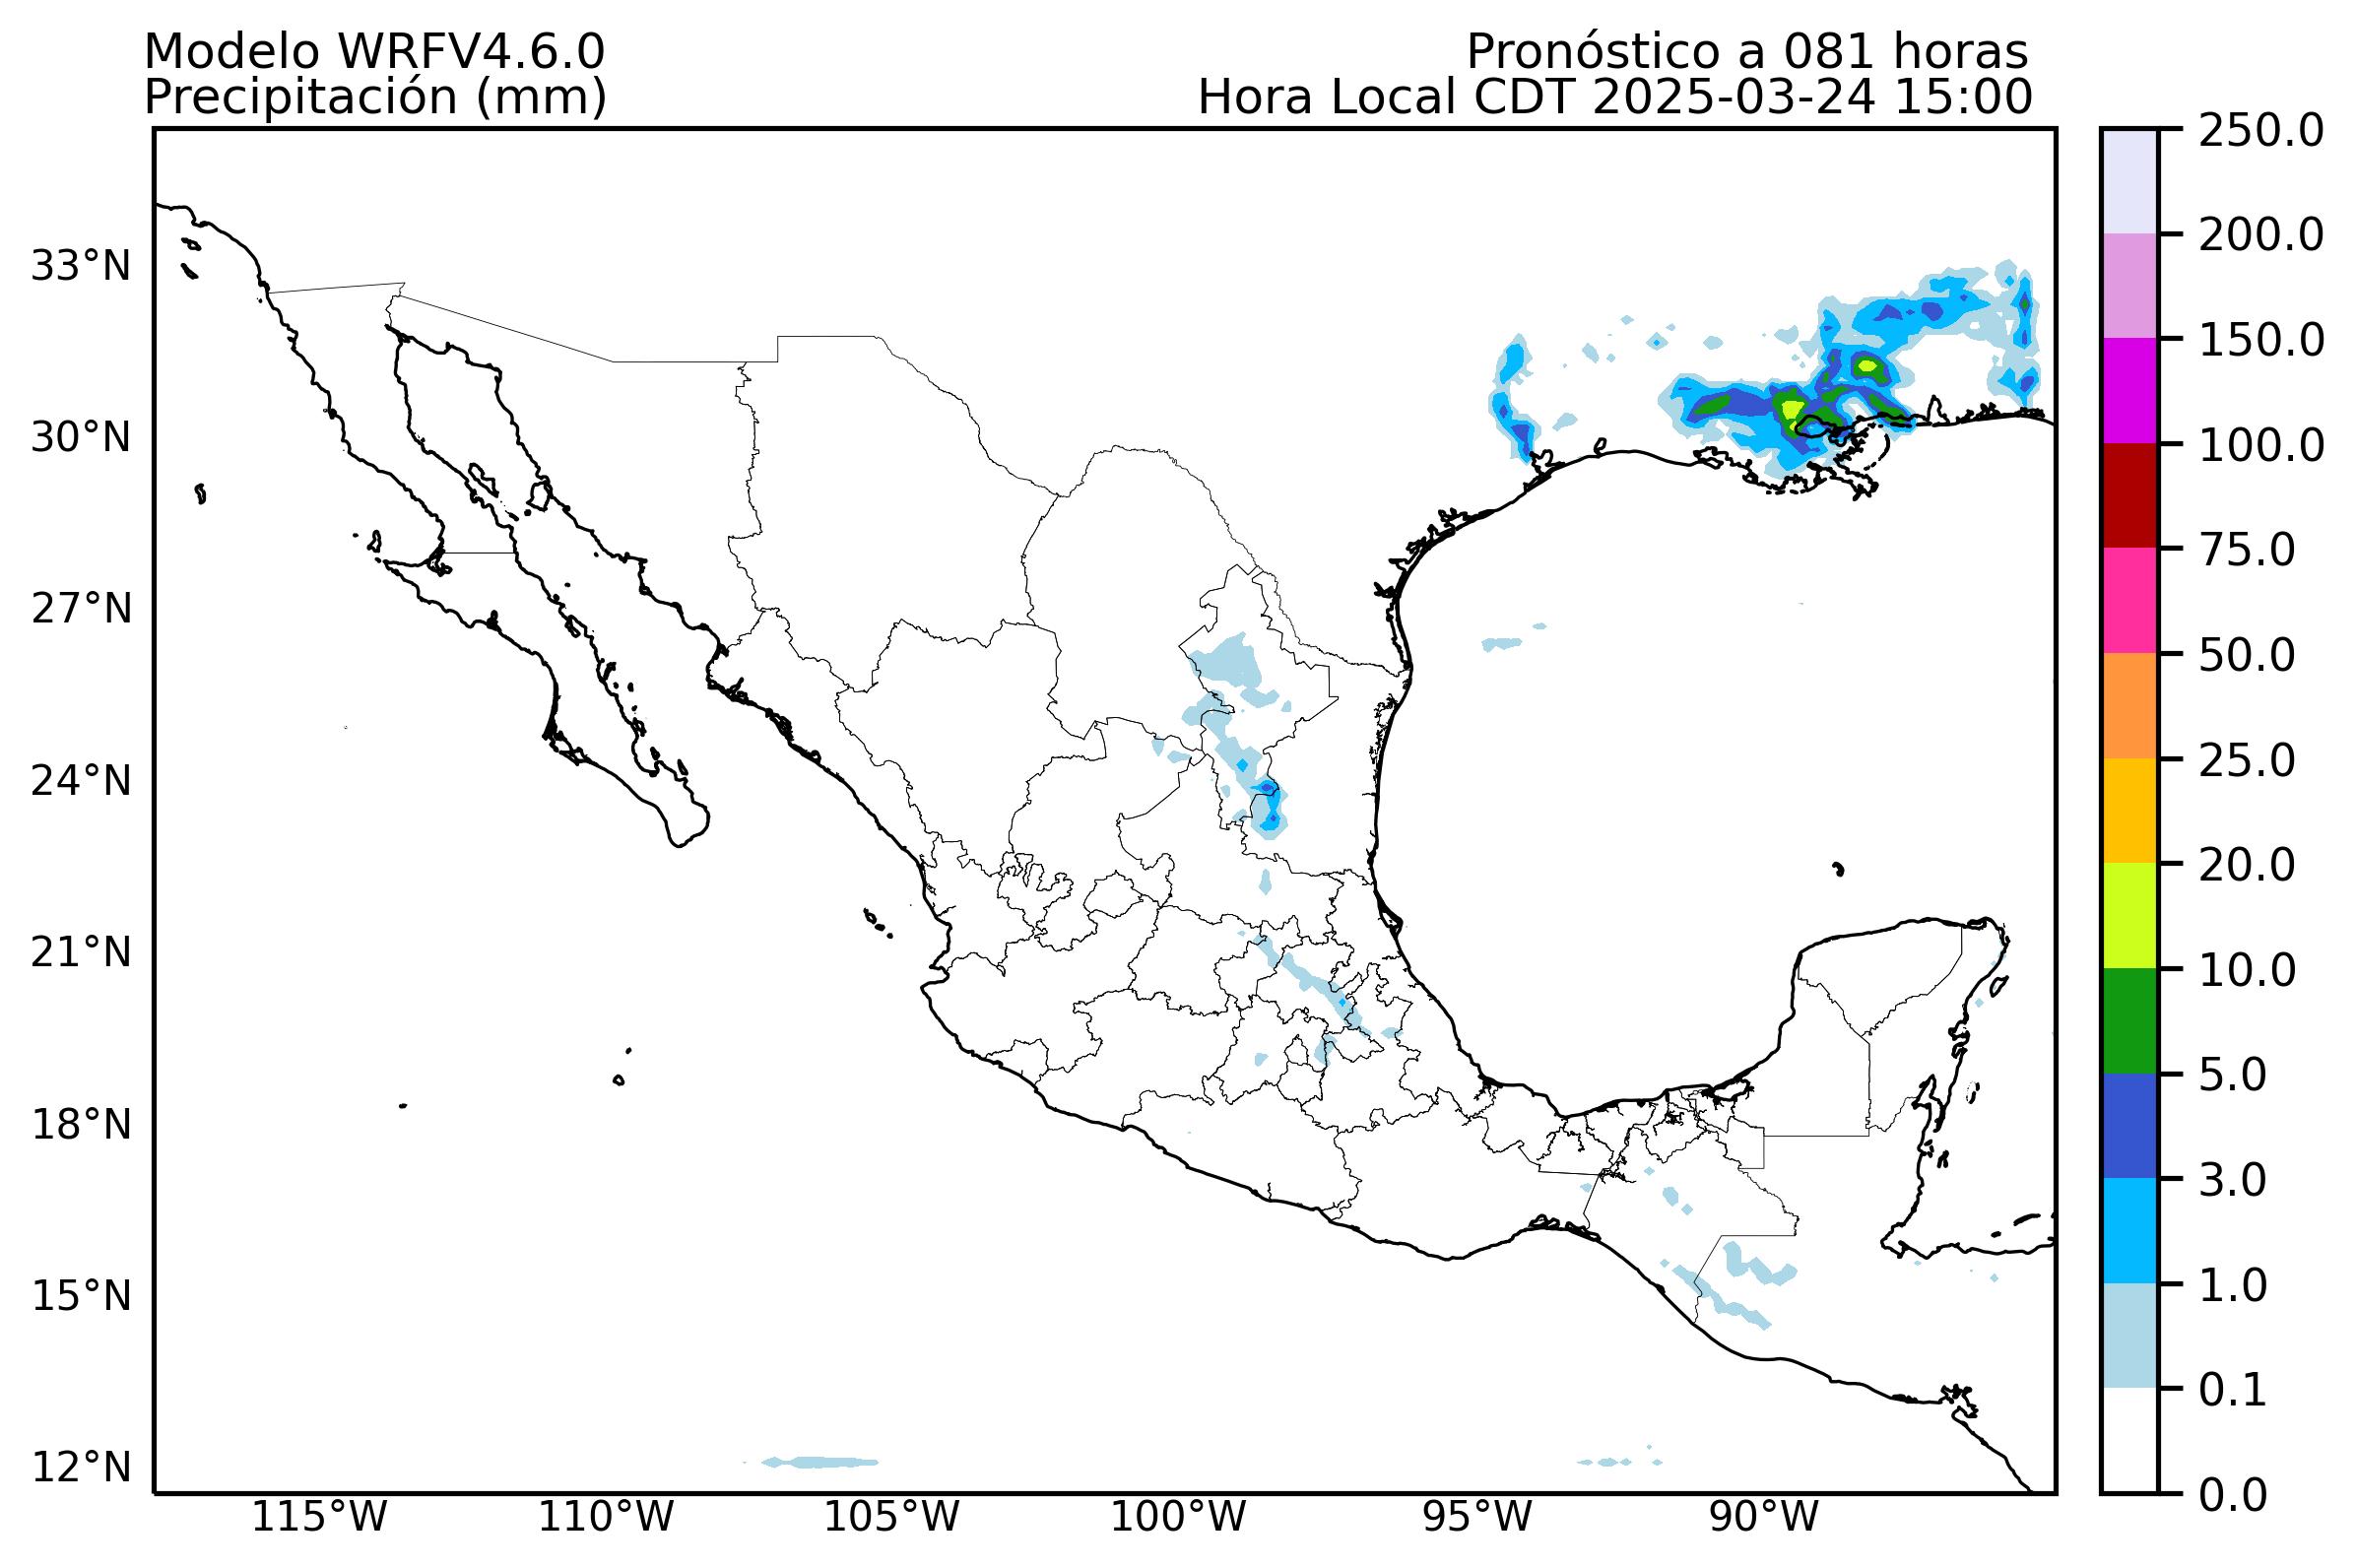 Modelo WRFV4.6.0
Pronóstico a 081 horas
Precipitación (mm)
Hora Local CDT 2025-03-24 15:00
250.0
200.0
150.0
100.0
75.0
50.0
25.0
20.0
10.0
5.0
3.0
1.0
0.1
0.0
33°N
30°N
27°N
24°N
21°N
18°N
15°N
12°N
115°W
110°W
105°W
100°W
95°W
90°W